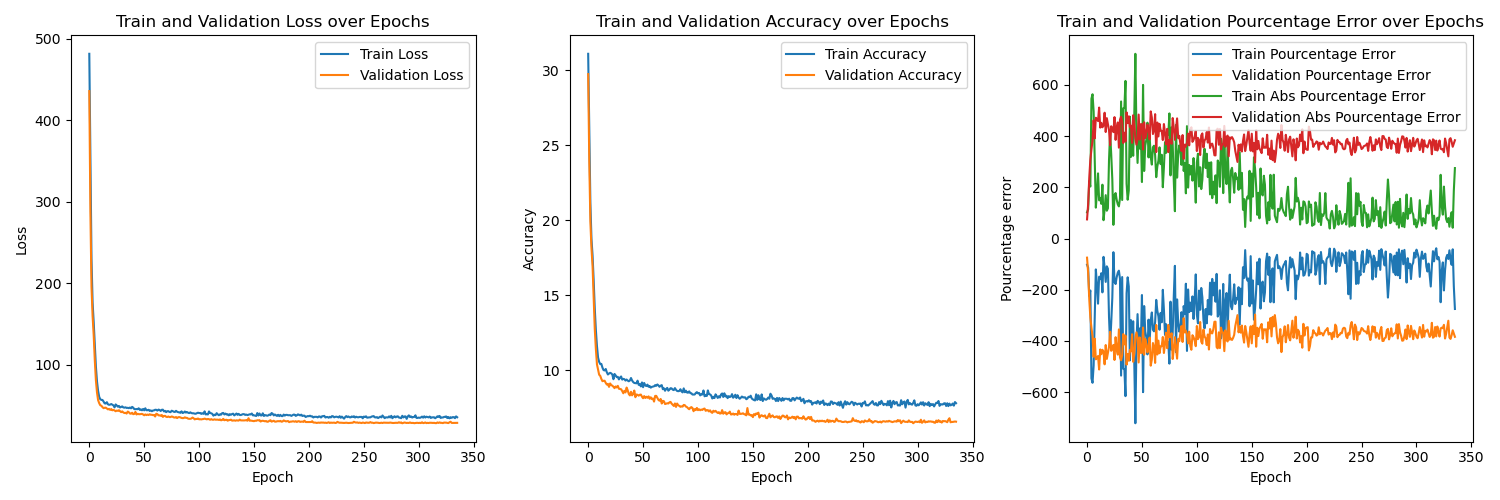 Train and Validation Loss over Epochs
500
400
300
200
100
0
50
100
150
200
250
300
350
Loss
Epoch
Train Loss
Validation Loss
Train and Validation Accuracy over Epochs
30
25
20
15
10
0
50
100
150
200
250
300
350
Accuracy
Epoch
Train Accuracy
Validation Accuracy
Train and Validation Pourcentage Error over Epochs
600
400
200
0
−200
−400
−600
0
50
100
150
200
250
300
350
Pourcentage error
Epoch
Train Pourcentage Error
Validation Pourcentage Error
Train Abs Pourcentage Error
Validation Abs Pourcentage Error